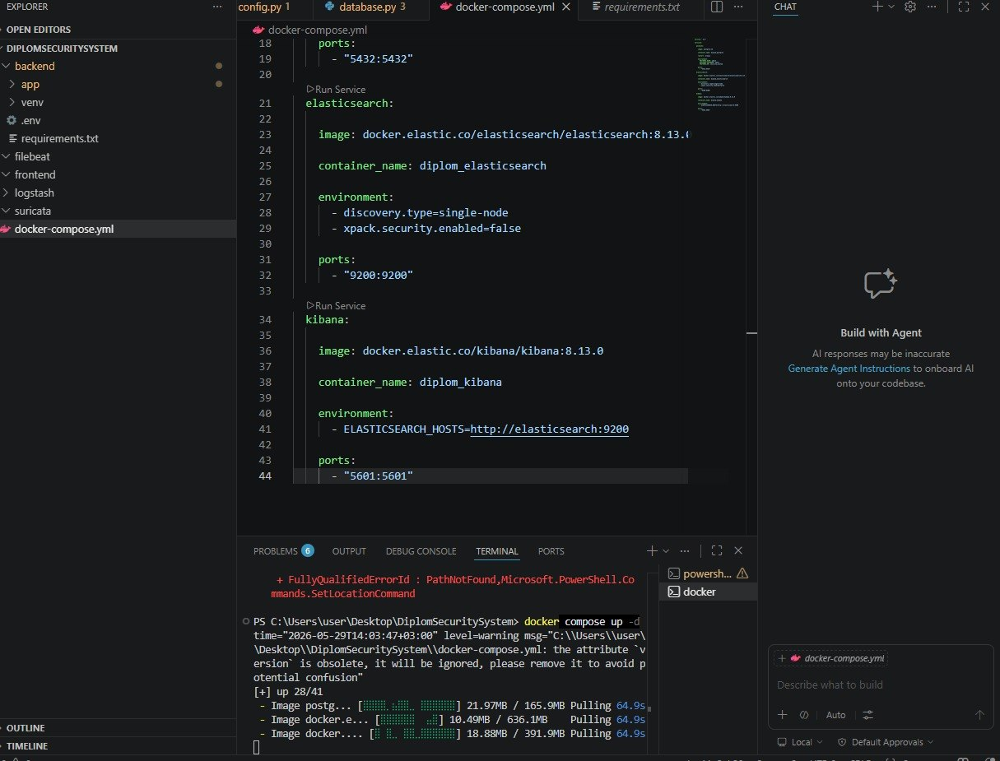 EXPLORER
OPEN EDITORS
DIPLOMSECURITYSYSTEM
backend
app
venv
.env
requirements.txt
filebeat
frontend
logstash
suricata
docker-compose.yml
OUTLINE
TIMELINE
config.py 1
database.py 3
docker-compose.yml
requirements.txt
docker-compose.yml
18 ports:
19 - "5432:5432"
20
Run Service
21 elasticsearch:
22
23 image: docker.elastic.co/elasticsearch/elasticsearch:8.13.0
24
25 container_name: diplom_elasticsearch
26
27 environment:
28 - discovery.type=single-node
29 - xpack.security.enabled=false
30
31 ports:
32 - "9200:9200"
33
Run Service
34 kibana:
35
36 image: docker.elastic.co/kibana/kibana:8.13.0
37
38 container_name: diplom_kibana
39
40 environment:
41 - ELASTICSEARCH_HOSTS=http://elasticsearch:9200
42
43 ports:
44 - "5601:5601"
PROBLEMS 6 OUTPUT DEBUG CONSOLE TERMINAL PORTS
+ FullyQualifiedErrorId : PathNotFound,Microsoft.PowerShell.Co
mmands.SetLocationCommand
PS C:\Users\user\Desktop\DiplomSecuritySystem> docker compose up -d
time="2026-05-29T14:03:47+03:00" level=warning msg="C:\\Users\\user\
\Desktop\\DiplomSecuritySystem\\docker-compose.yml: the attribute `v
ersion` is obsolete, it will be ignored, please remove it to avoid p
otential confusion"
[+] up 28/41
- Image postg... [] 21.97MB / 165.9MB Pulling 64.9s
- Image docker.e... [] 10.49MB / 636.1MB Pulling 64.9s
- Image docker.... [] 18.88MB / 391.9MB Pulling 64.9s
powersh...
docker
CHAT
Build with Agent
AI responses may be inaccurate
Generate Agent Instructions to onboard AI
onto your codebase.
docker-compose.yml
Describe what to build
Auto
Local
Default Approvals